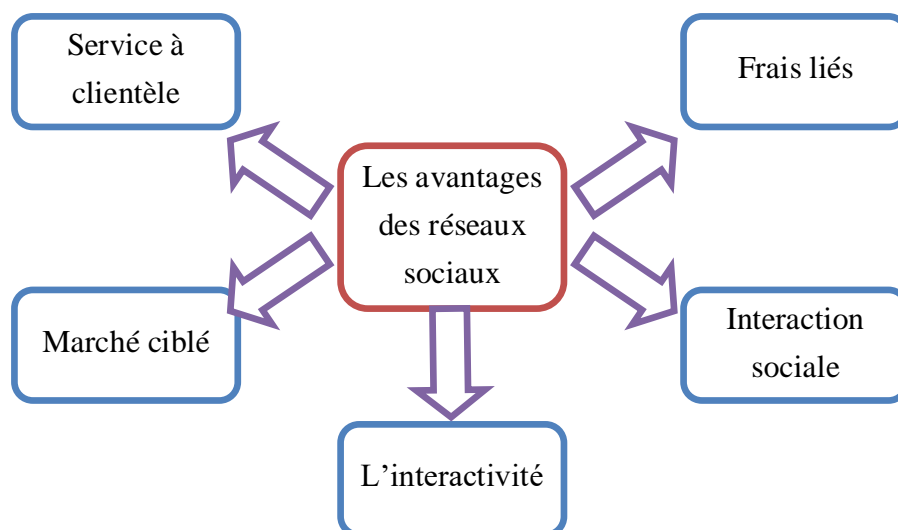 Service à
clientèle
Frais liés
Les avantages
des réseaux
sociaux
Marché ciblé
Interaction
sociale
L’interactivité